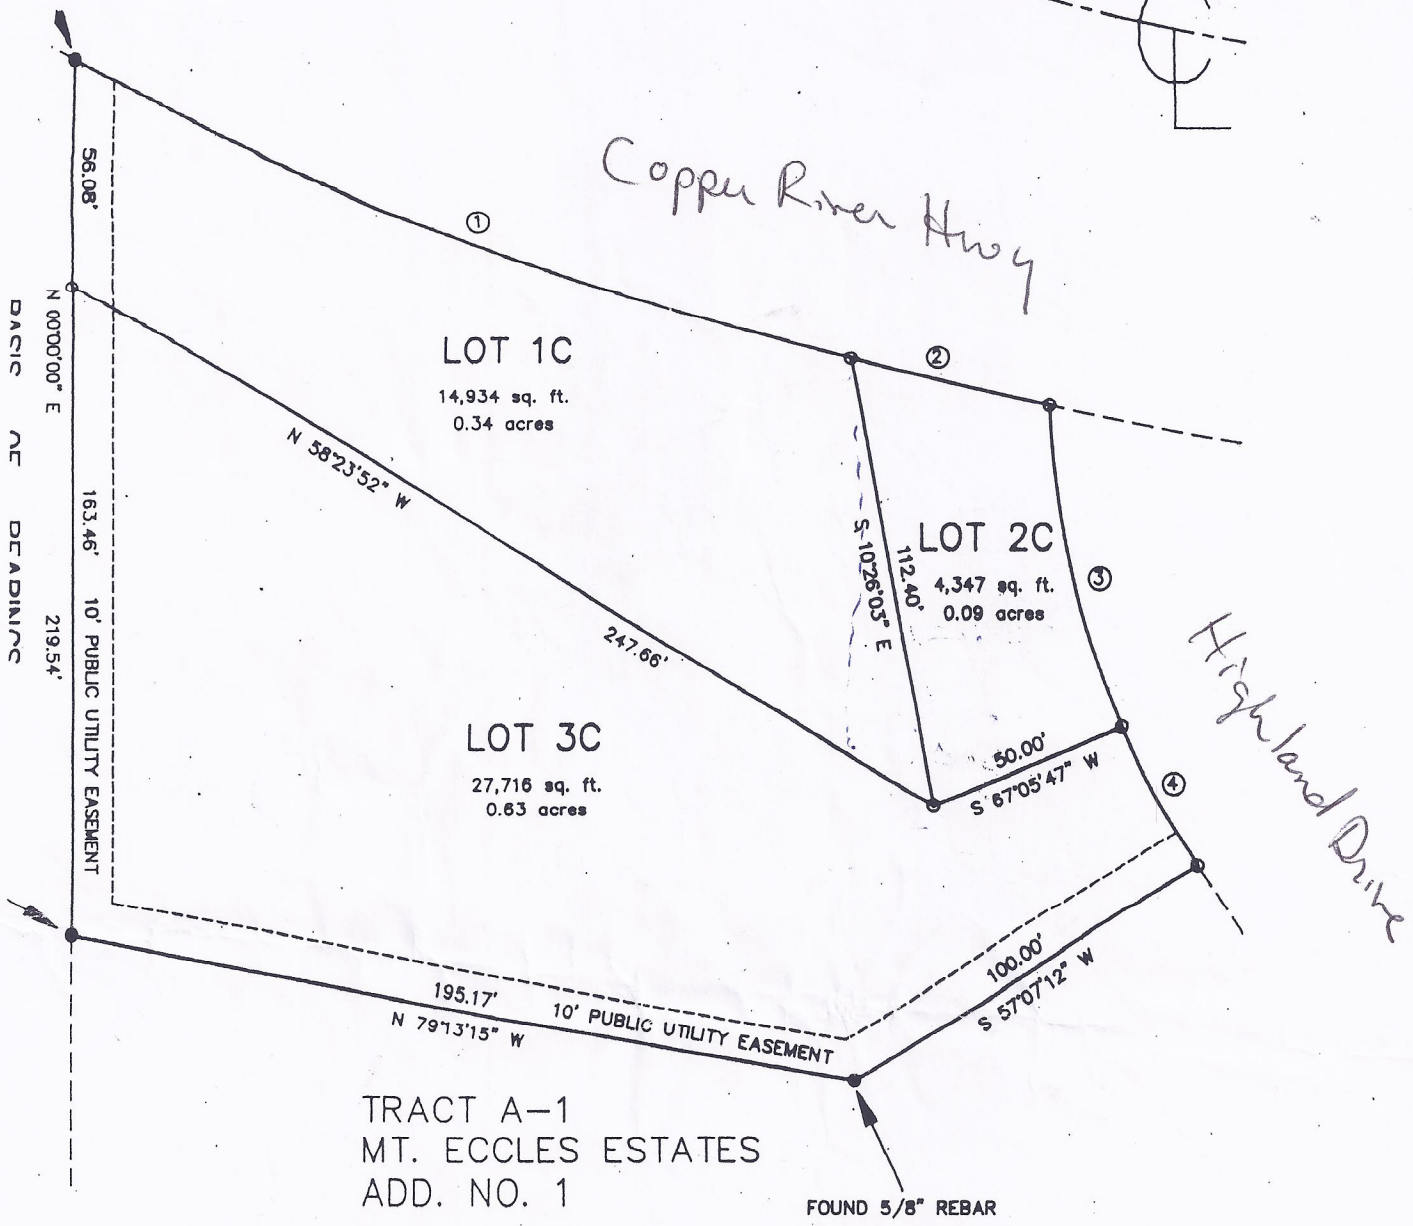 Copper River Hwy
56.08'
①
LOT 1C
14,934 sq. ft.
0.34 acres
②
N 00°00'00" E
219.54'
N 58°23'52" W
247.66'
163.46'
10' PUBLIC UTILITY EASEMENT
S 10°26'03" E
112.40'
LOT 2C
4,347 sq. ft.
0.09 acres
③
Highland Drive
LOT 3C
27,716 sq. ft.
0.63 acres
50.00'
S 67°05'47" W
④
100.00'
S 57°07'12" W
195.17'
N 79°13'15" W
10' PUBLIC UTILITY EASEMENT
TRACT A-1
MT. ECCLES ESTATES
ADD. NO. 1
FOUND 5/8" REBAR